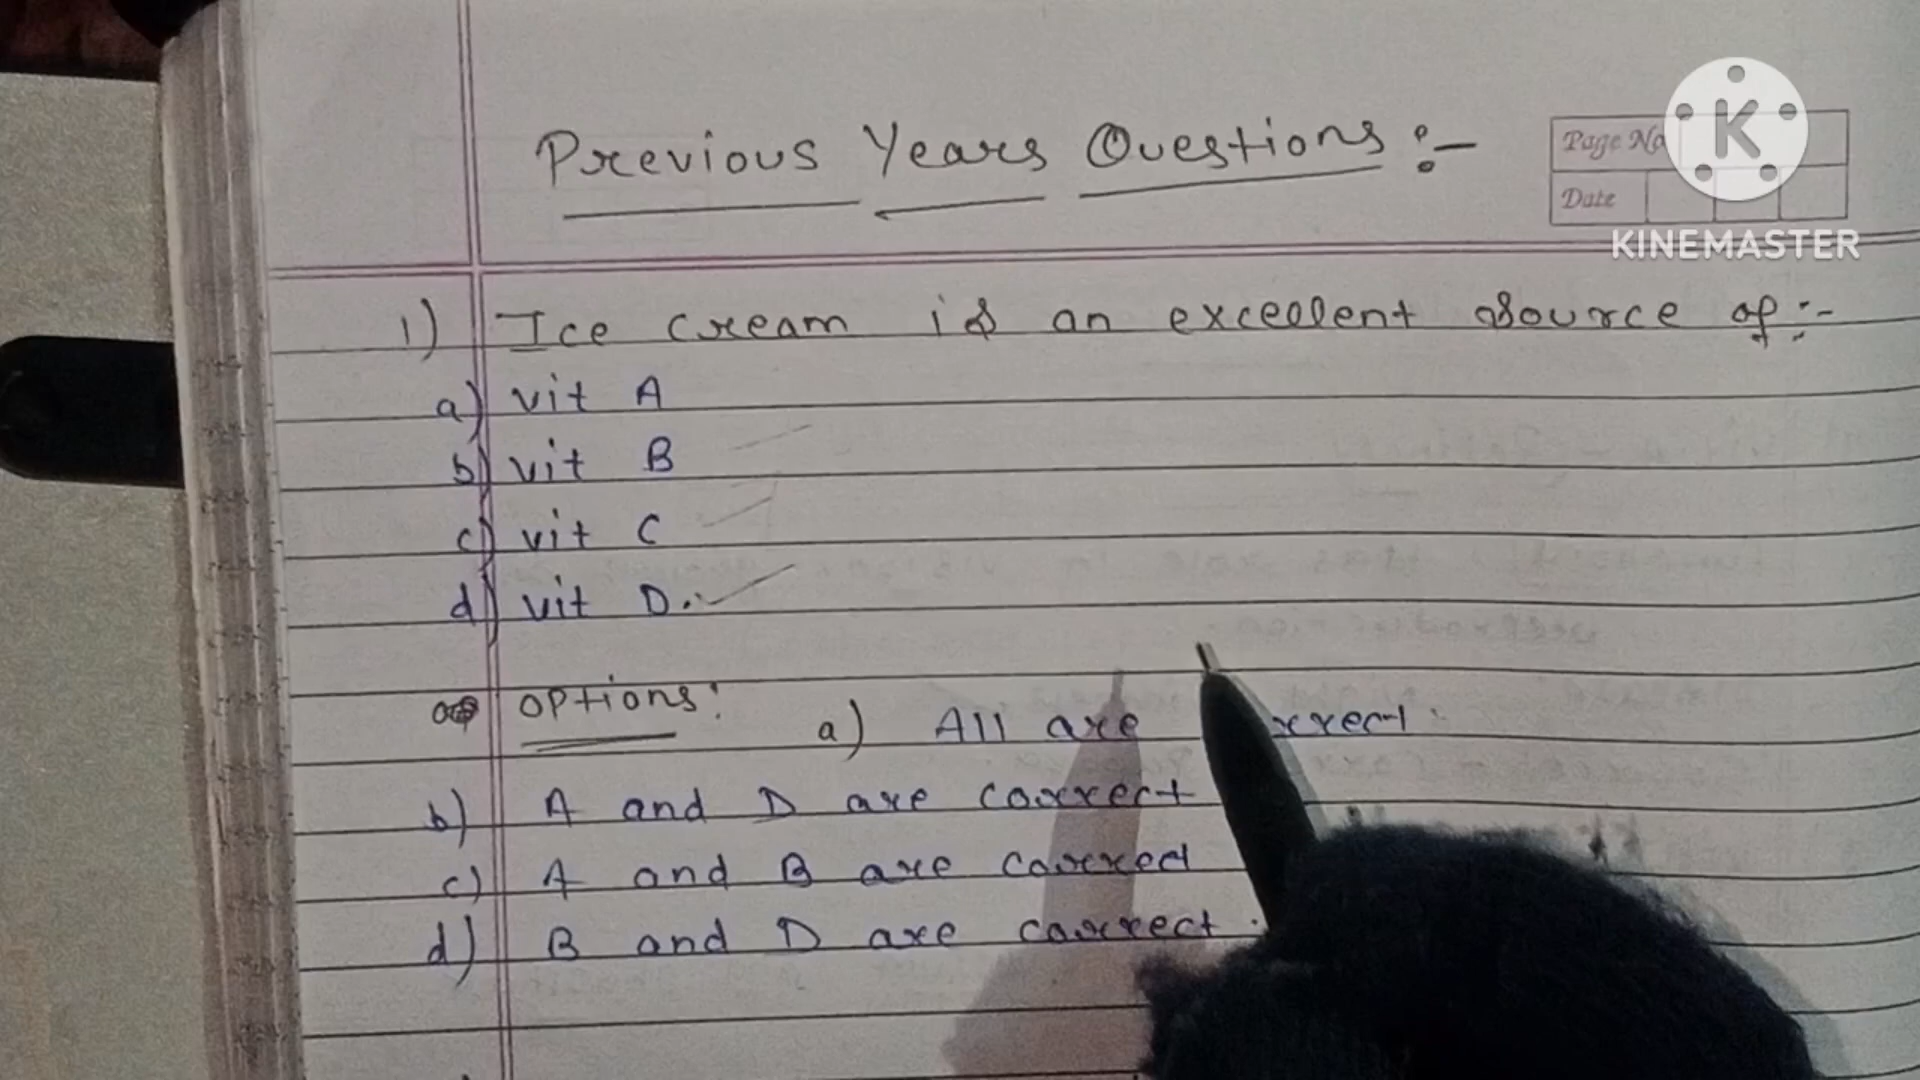 Previous Years Questions :-
Page No
Date
K
KINEMASTER
1) Ice cream is an excellent source of :-
a) vit A
b) vit B
c) vit C
d) vit D.
options:
a) All are
b) A and D are correct
c) A and B are correct
d) B and D are correct.